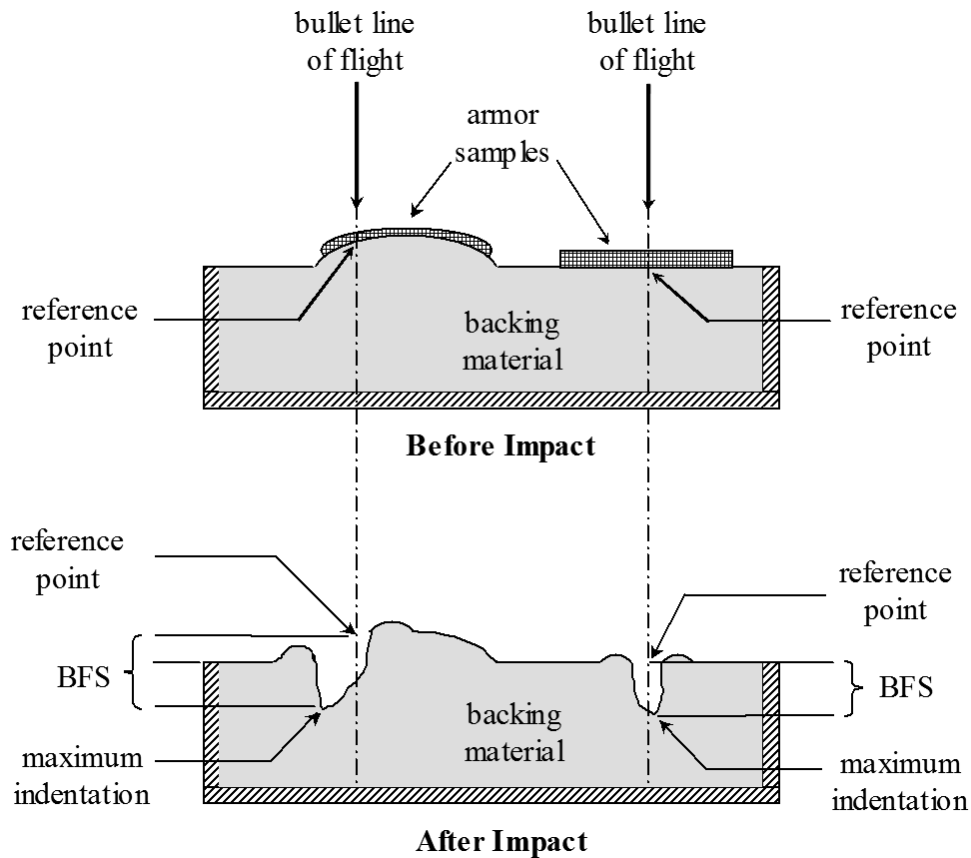 bullet line
of flight
bullet line
of flight
armor
samples
reference
point
backing
material
reference
point
Before Impact
reference
point
reference
point
BFS
BFS
backing
material
maximum
indentation
maximum
indentation
After Impact